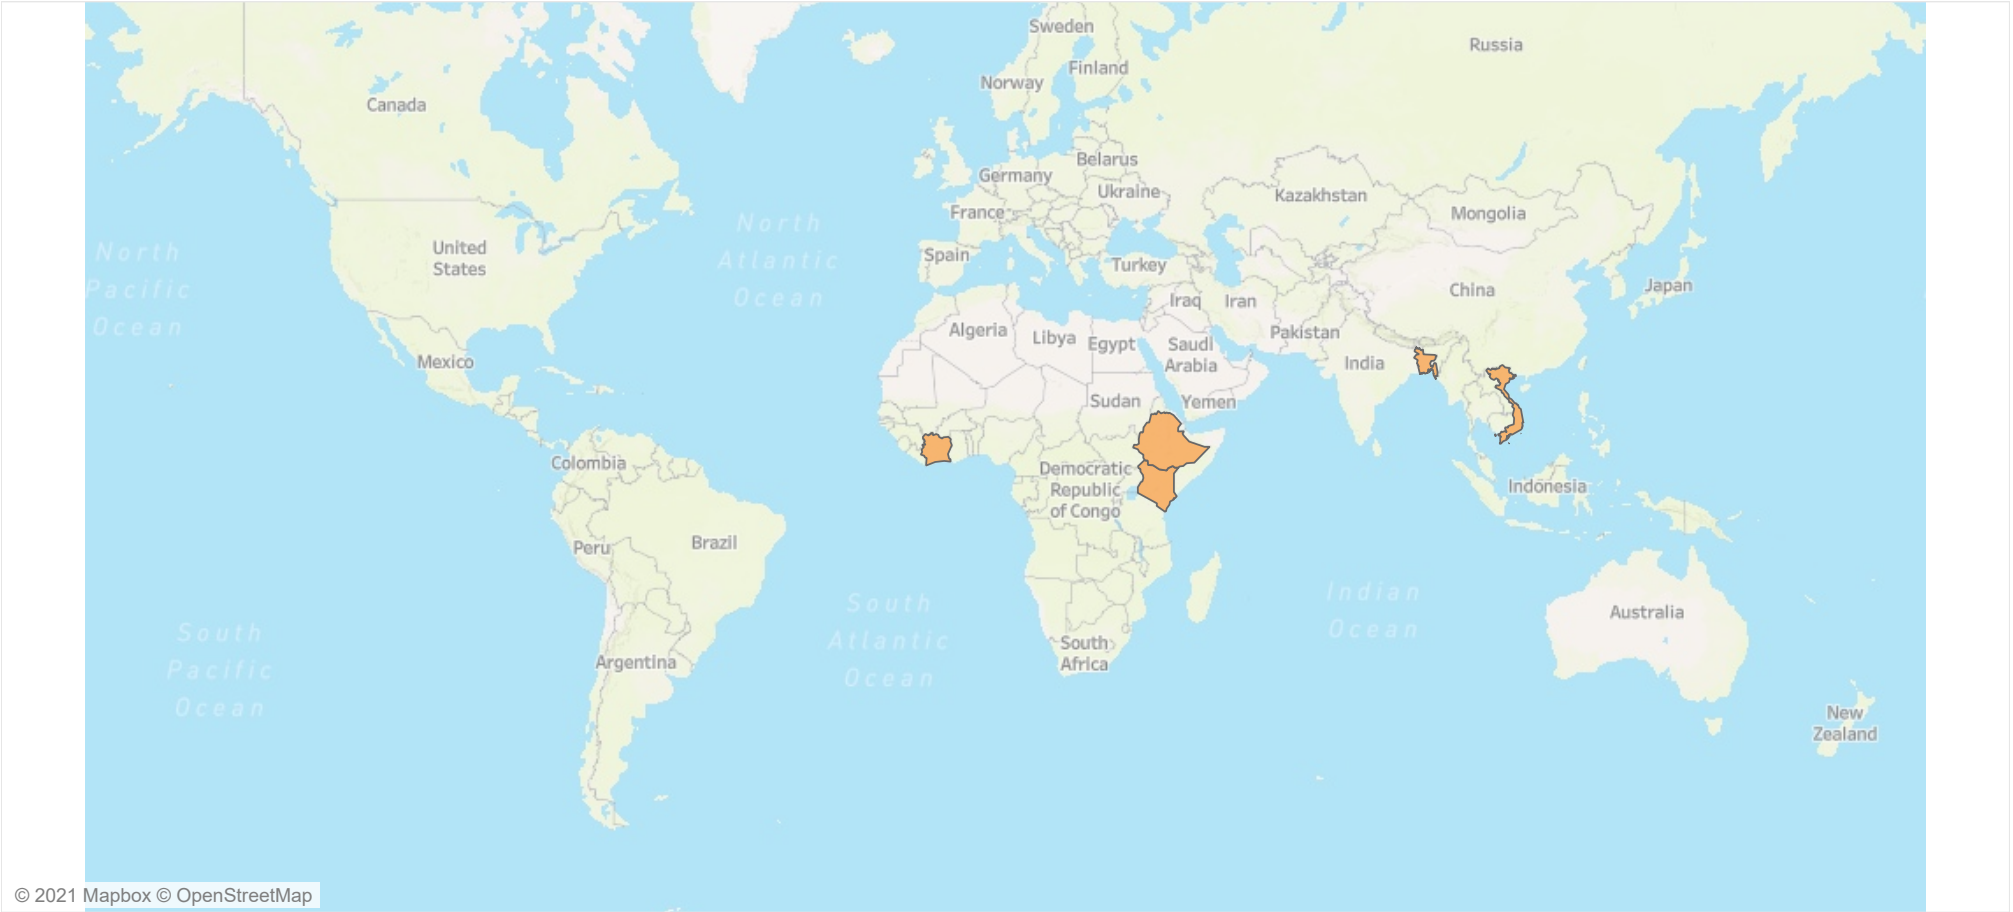 Sweden
Russia
Finland
Norway
Canada
Belarus
Germany
Ukraine
Kazakhstan
France
Mongolia
North
Atlantic
Ocean
North
Pacific
Ocean
United
States
Spain
Turkey
China
Japan
Iraq
Iran
Algeria
Libya
Egypt
Pakistan
Saudi
Arabia
India
Mexico
Sudan
Yemen
Colombia
Democratic
Republic
of Congo
Indonesia
Peru
Brazil
South
Atlantic
Ocean
Indian
Ocean
Australia
South
Pacific
Ocean
South
Africa
Argentina
New
Zealand
© 2021 Mapbox © OpenStreetMap